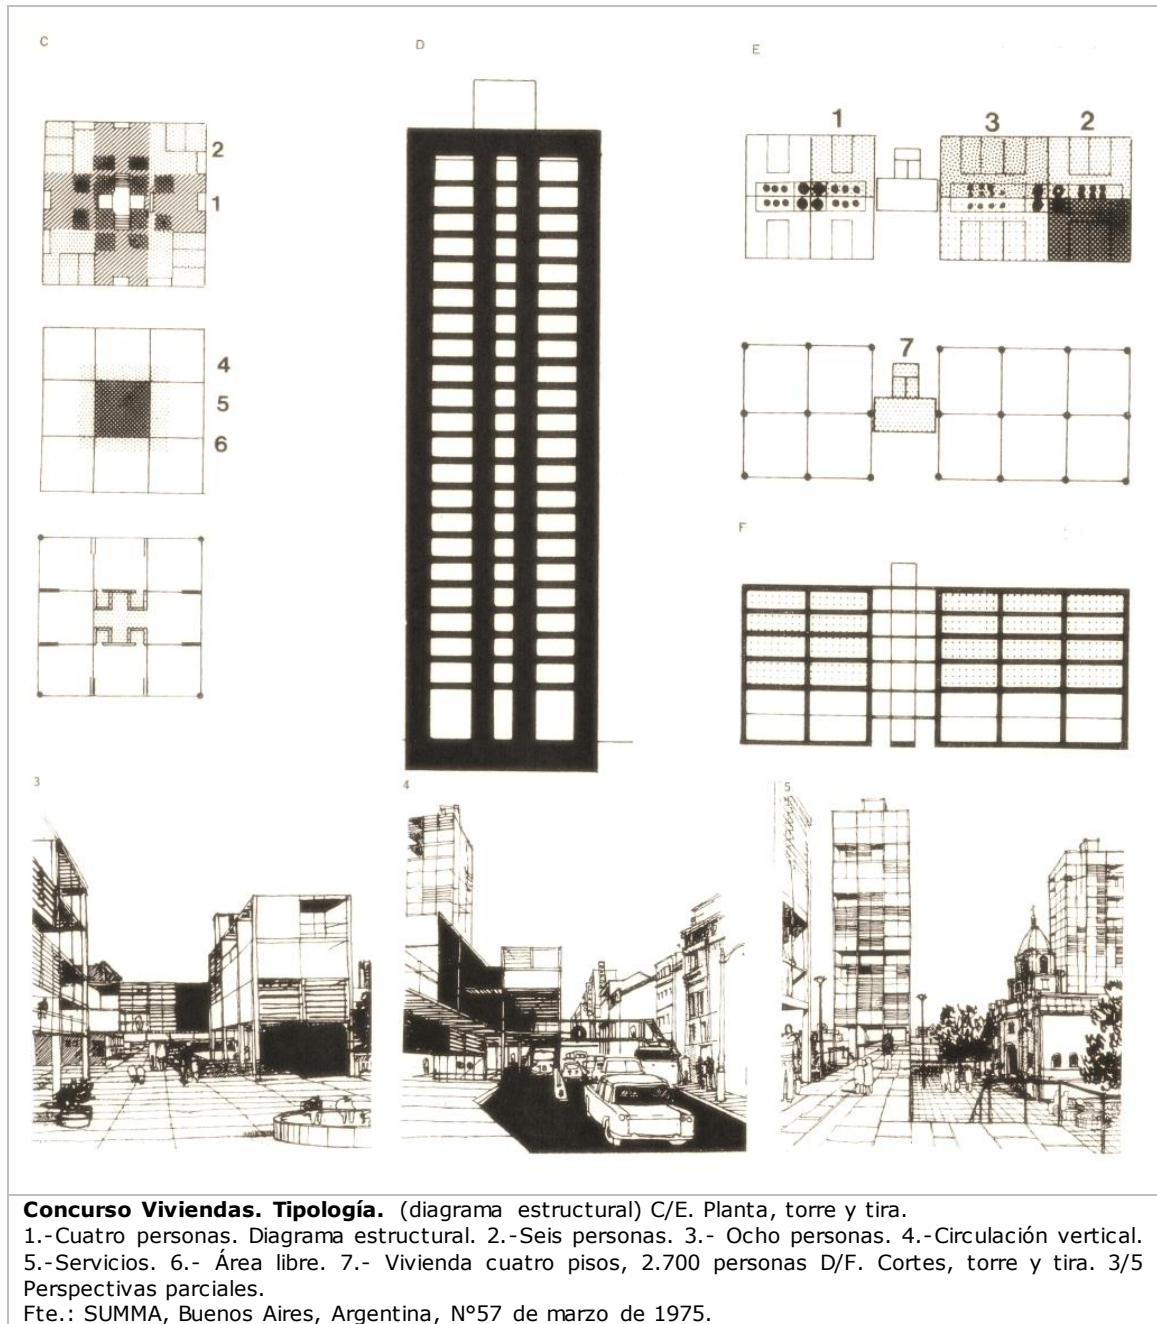 C
D
E
2
1
4
5
6
1
3
2
7
F
3
4
5
Concurso Viviendas. Tipología. (diagrama estructural) C/E. Planta, torre y tira.
1.-Cuatro personas. Diagrama estructural. 2.-Seis personas. 3.- Ocho personas. 4.-Circulación vertical.
5.-Servicios. 6.- Área libre. 7.- Vivienda cuatro pisos, 2.700 personas D/F. Cortes, torre y tira. 3/5
Perspectivas parciales.
Fte.: SUMMA, Buenos Aires, Argentina, N°57 de marzo de 1975.